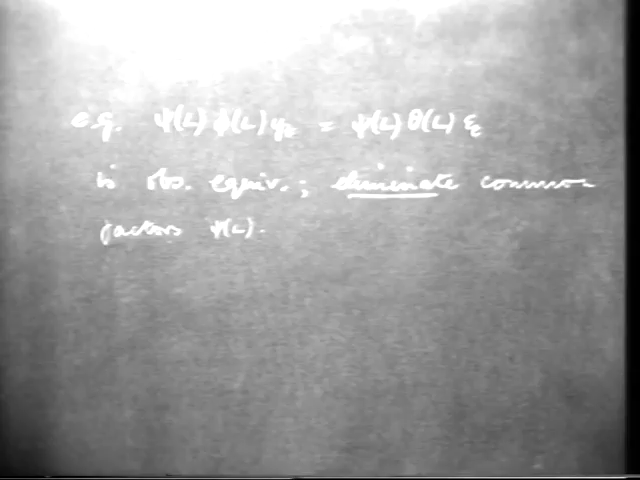 e.g. ψ(L) φ(L) y_t = ψ(L) θ(L) ε_t
is obs. equiv.; eliminate common
factors ψ(L).